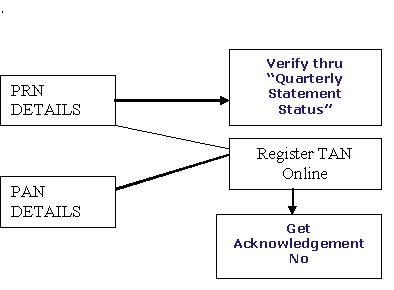 Verify thru
“Quarterly
Statement
Status”
PRN
DETAILS
Register TAN
Online
PAN
DETAILS
Get
Acknowledgement
No